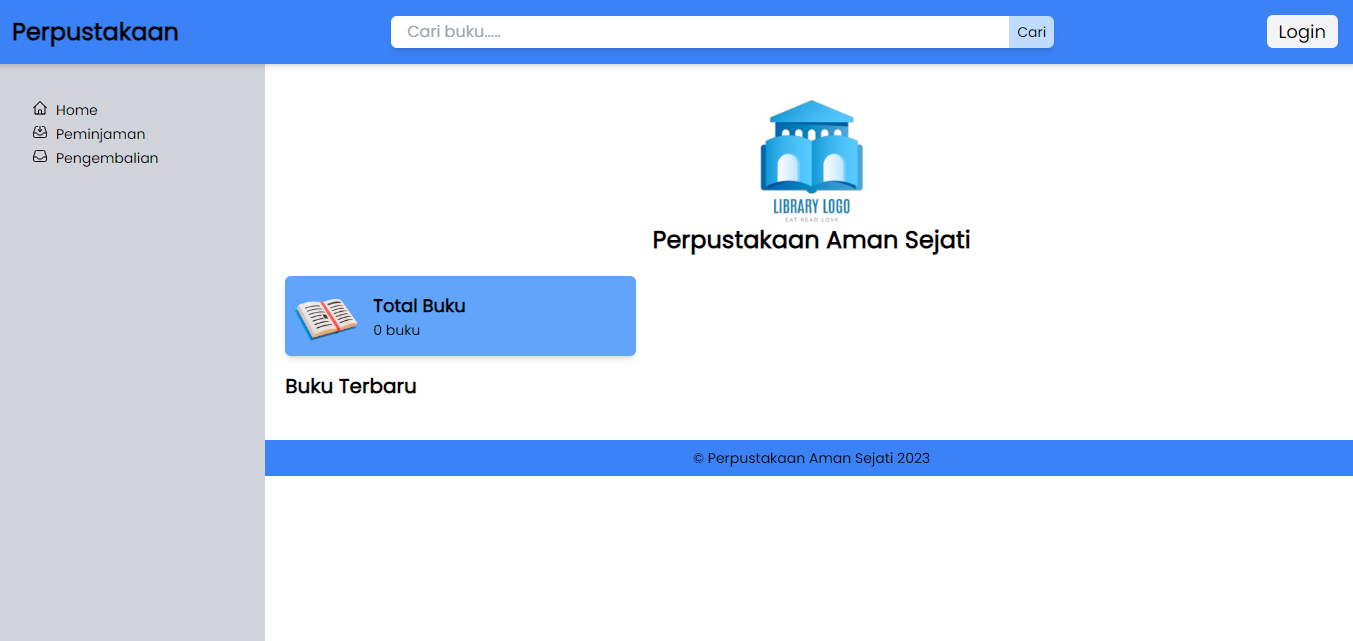 Perpustakaan
Cari buku.....
Cari
Login
Home
Peminjaman
Pengembalian
LIBRARY LOGO
EAT READ LOVE
Perpustakaan Aman Sejati
Total Buku
0 buku
Buku Terbaru
© Perpustakaan Aman Sejati 2023